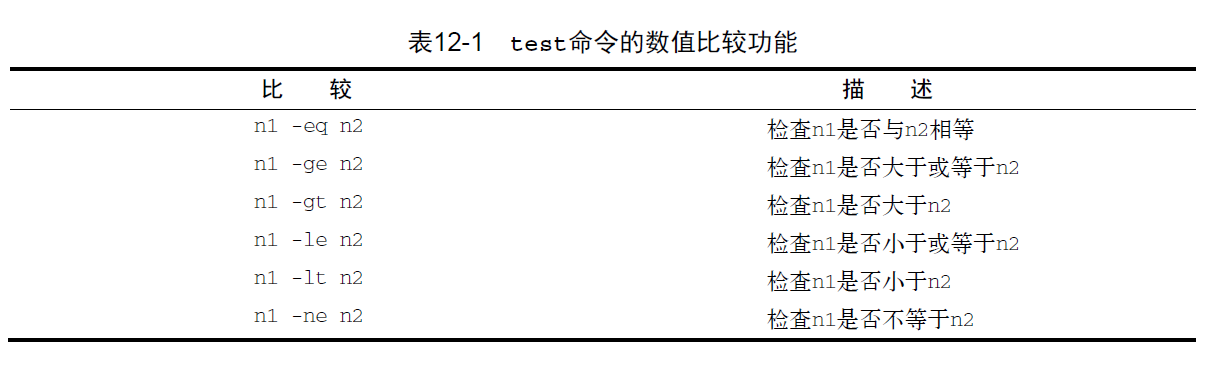 表12-1 test命令的数值比较功能
比 较 描 述
n1 -eq n2 检查n1是否与n2相等
n1 -ge n2 检查n1是否大于或等于n2
n1 -gt n2 检查n1是否大于n2
n1 -le n2 检查n1是否小于或等于n2
n1 -lt n2 检查n1是否小于n2
n1 -ne n2 检查n1是否不等于n2